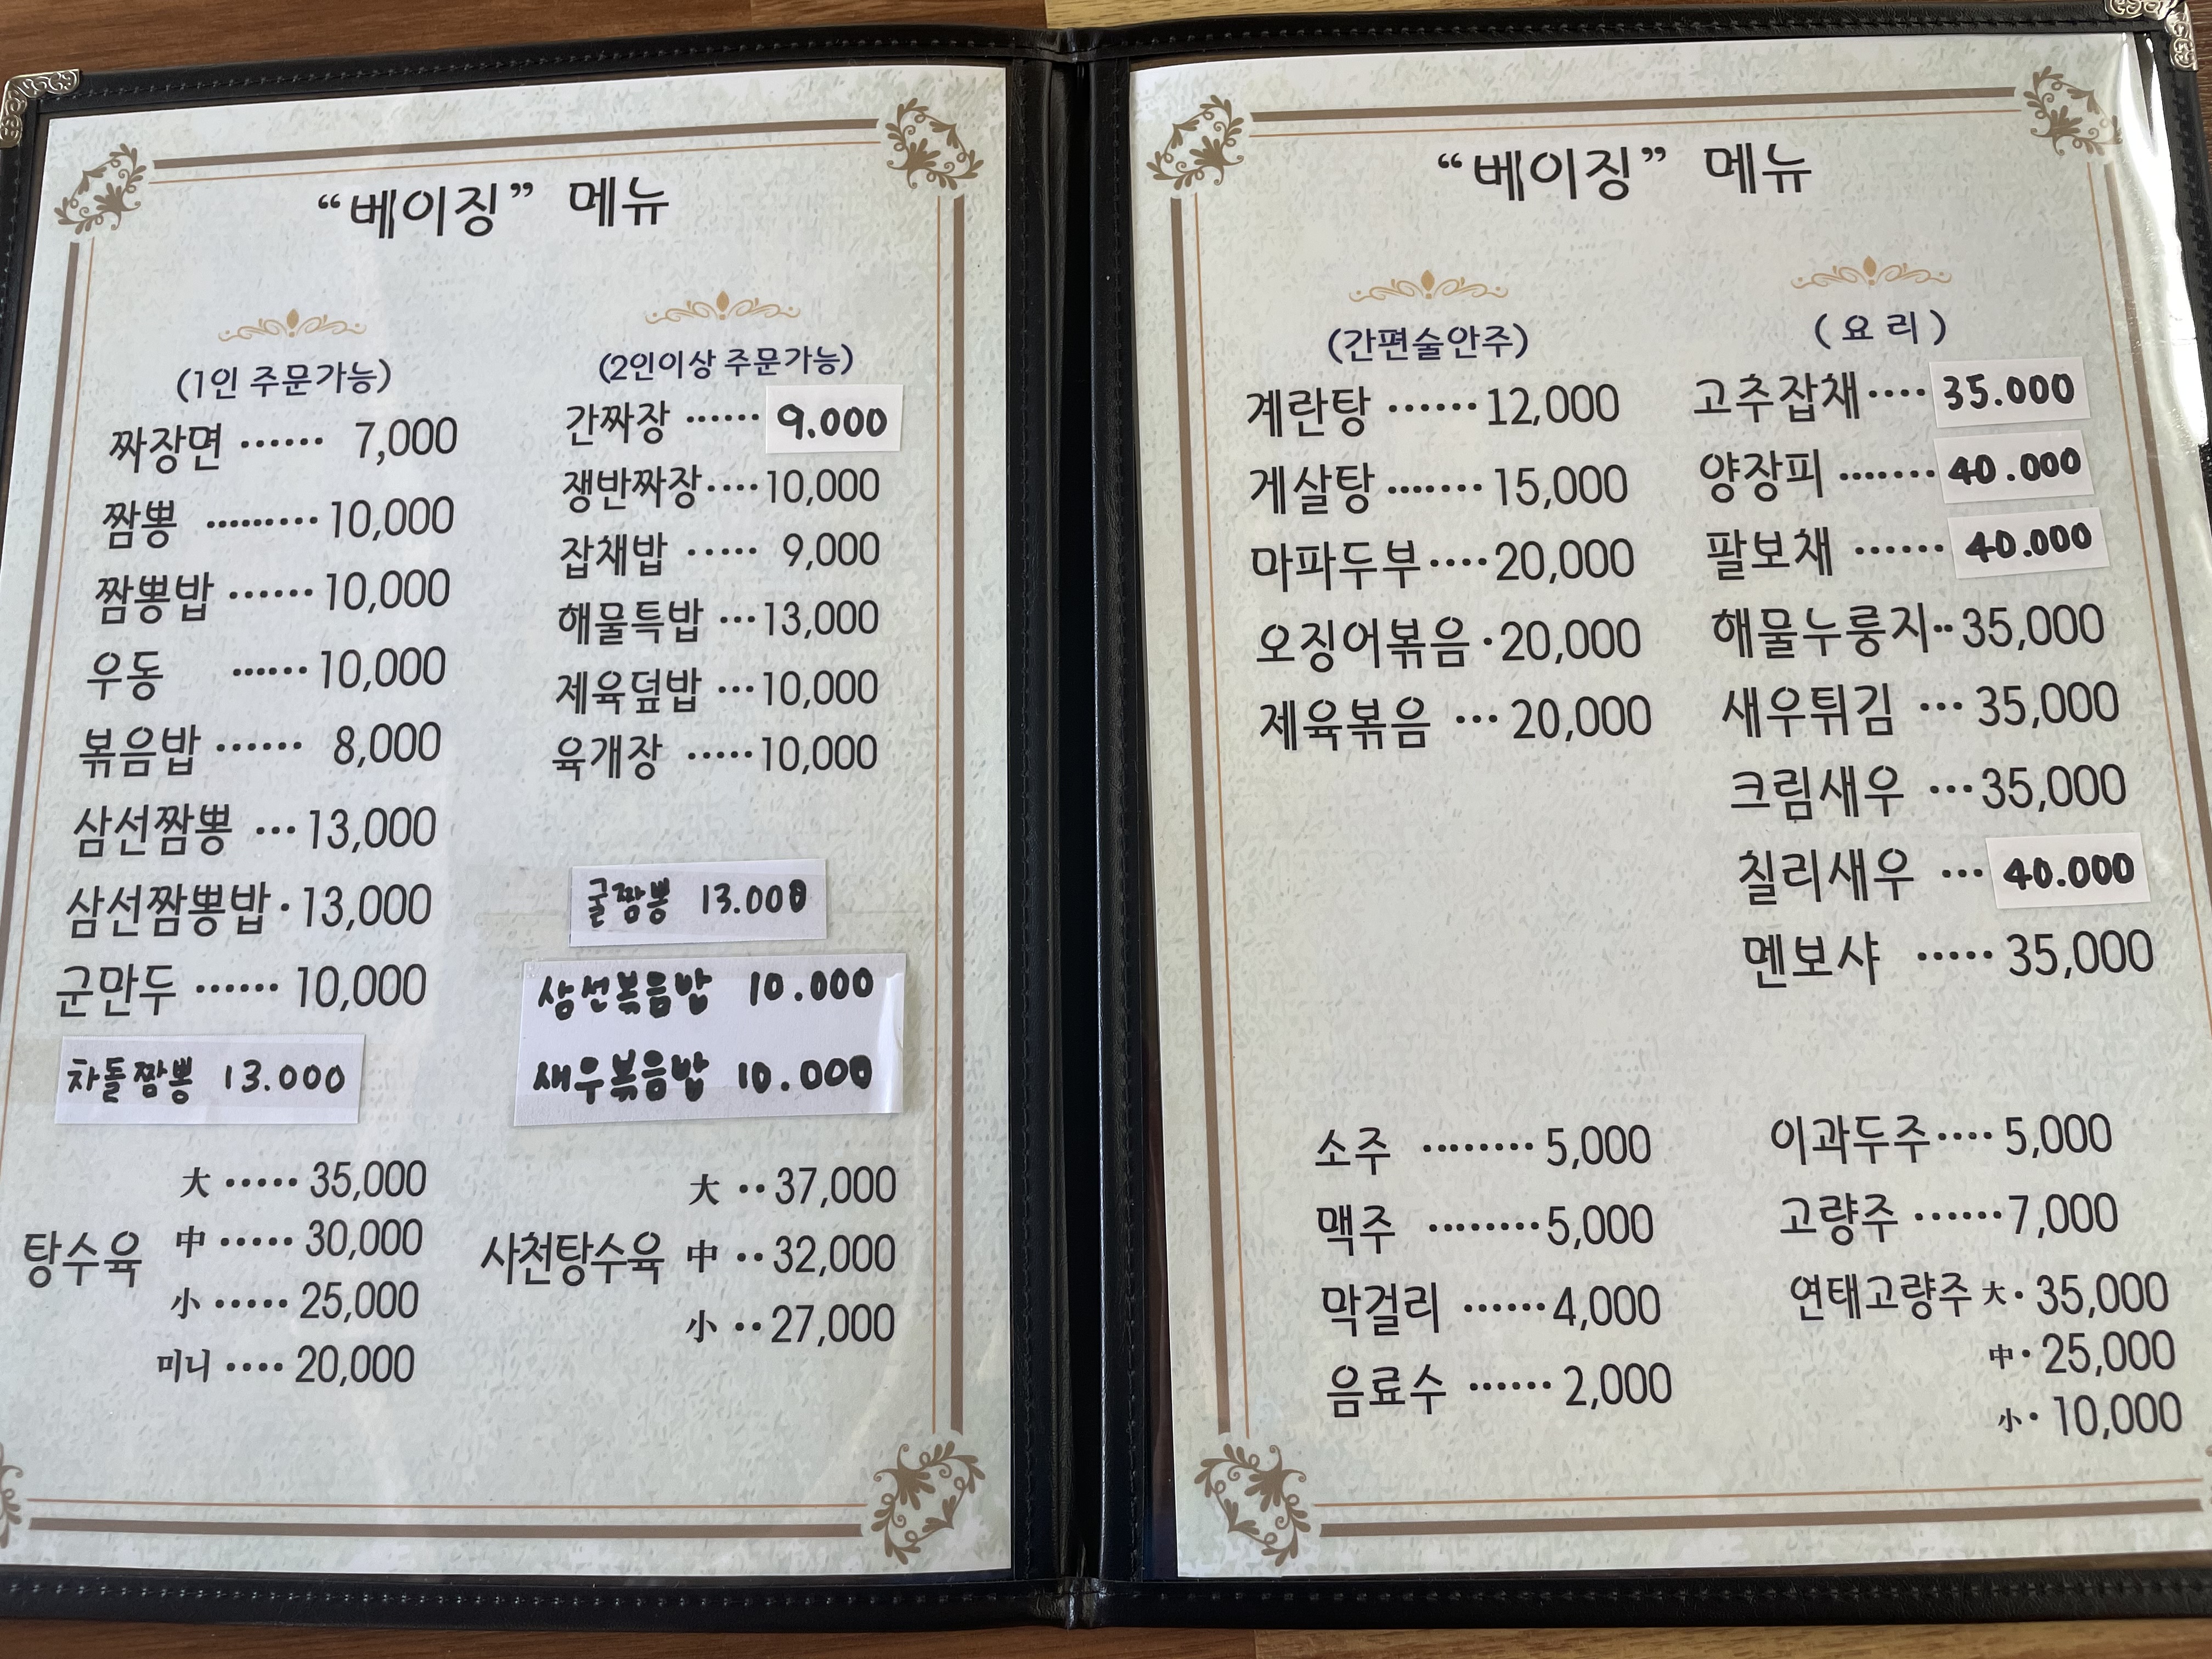 “베이징” 메뉴
(1인 주문가능)
짜장면 ······ 7,000
짬뽕 ········· 10,000
짬뽕밥 ······ 10,000
우동 ······ 10,000
볶음밥 ······ 8,000
삼선짬뽕 ··· 13,000
삼선짬뽕밥 · 13,000
군만두 ······ 10,000
차돌짬뽕 13.000
(2인이상 주문가능)
간짜장 ······ 9.000
쟁반짜장 ···· 10,000
잡채밥 ····· 9,000
해물특밥 ··· 13,000
제육덮밥 ··· 10,000
육개장 ····· 10,000
굴짬뽕 13.000
삼선볶음밥 10.000
새우볶음밥 10.000
大 ····· 35,000
탕수육 中 ····· 30,000
小 ····· 25,000
미니 ···· 20,000
大 ·· 37,000
사천탕수육 中 ·· 32,000
小 ·· 27,000
“베이징” 메뉴
(간편술안주)
계란탕 ······ 12,000
게살탕 ······· 15,000
마파두부 ···· 20,000
오징어볶음 · 20,000
제육볶음 ··· 20,000
( 요 리 )
고추잡채 ···· 35.000
양장피 ······· 40.000
팔보채 ······ 40.000
해물누룽지 ·· 35,000
새우튀김 ··· 35,000
크림새우 ··· 35,000
칠리새우 ··· 40.000
멘보샤 ····· 35,000
소주 ········ 5,000
맥주 ········ 5,000
막걸리 ······ 4,000
음료수 ······ 2,000
이과두주 ···· 5,000
고량주 ······ 7,000
연태고량주 大 · 35,000
中 · 25,000
小 · 10,000